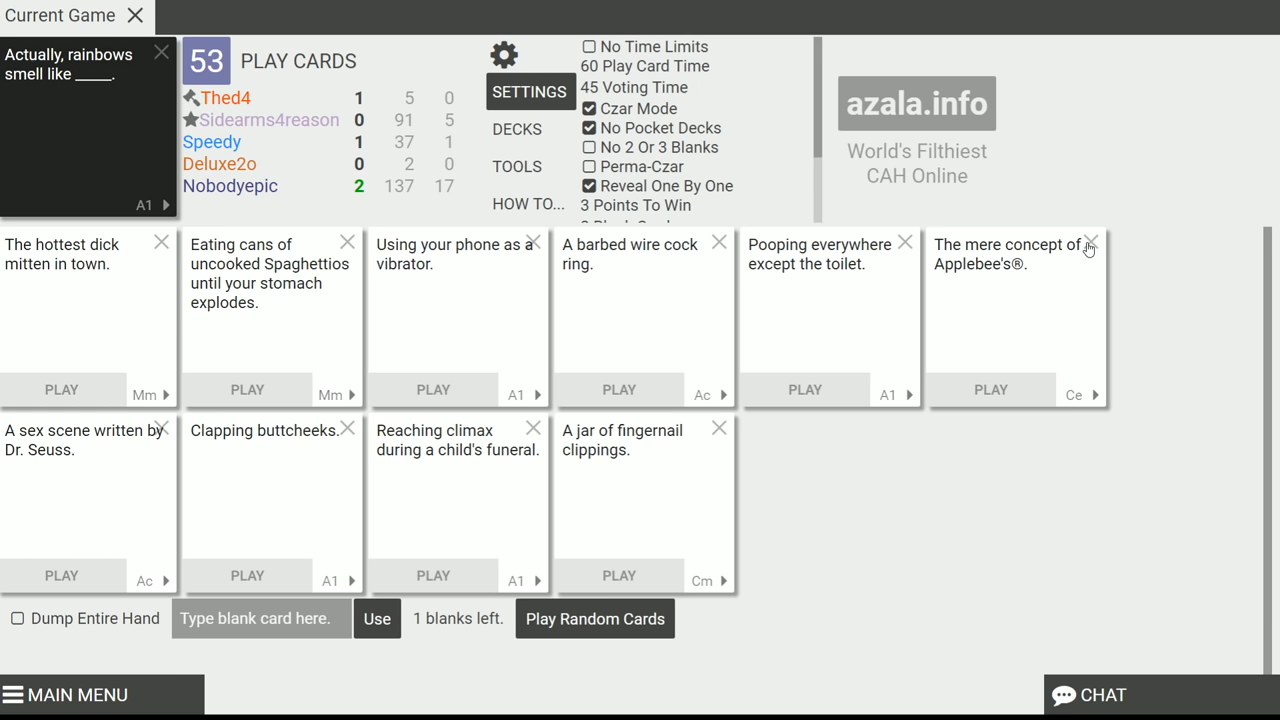 Current Game
Actually, rainbows
smell like _____.
A1
53 PLAY CARDS
Thed4 1 5 0
Sidearms4reason 0 91 5
Speedy 1 37 1
Deluxe2o 0 2 0
Nobodyepic 2 137 17
SETTINGS
DECKS
TOOLS
HOW TO...
No Time Limits
60 Play Card Time
45 Voting Time
Czar Mode
No Pocket Decks
No 2 Or 3 Blanks
Perma-Czar
Reveal One By One
3 Points To Win
azala.info
World's Filthiest
CAH Online
The hottest dick
mitten in town.
PLAY
Mm
Eating cans of
uncooked Spaghettios
until your stomach
explodes.
PLAY
Mm
Using your phone as a
vibrator.
PLAY
A1
A barbed wire cock
ring.
PLAY
Ac
Pooping everywhere
except the toilet.
PLAY
A1
The mere concept of
Applebee's®.
PLAY
Ce
A sex scene written by
Dr. Seuss.
PLAY
Ac
Clapping buttcheeks.
PLAY
A1
Reaching climax
during a child's funeral.
PLAY
A1
A jar of fingernail
clippings.
PLAY
Cm
Dump Entire Hand
Type blank card here.
Use
1 blanks left.
Play Random Cards
MAIN MENU
CHAT